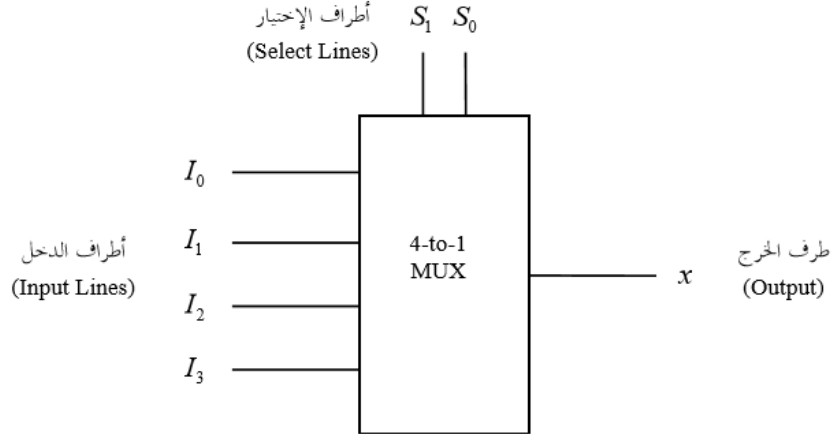 أطراف الإختيار
(Select Lines)
S₁ S₀
I₀
I₁
I₂
I₃
أطراف الدخل
(Input Lines)
4-to-1
MUX
x
طرف الخرج
(Output)